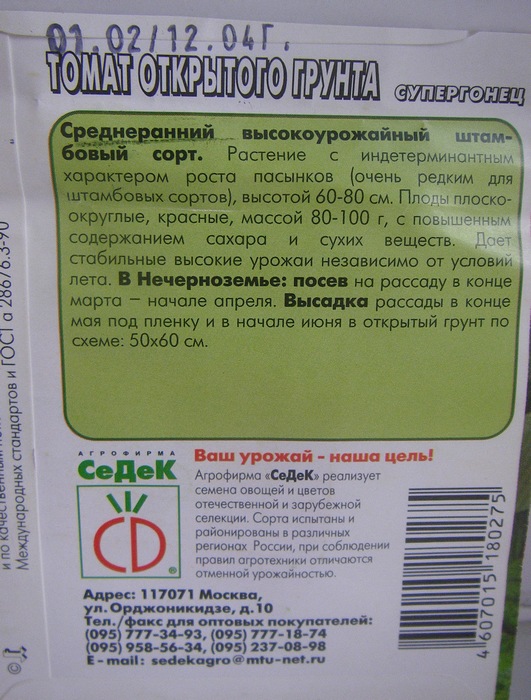 01.02/12.04Г.
ТОМАТ ОТКРЫТОГО ГРУНТА СУПЕРГОНЕЦ
Среднеранний высокоурожайный штам-
бовый сорт. Растение с индетерминантным
характером роста пасынков (очень редким для
штамбовых сортов), высотой 60-80 см. Плоды плоско-
округлые, красные, массой 80-100 г, с повышенным
содержанием сахара и сухих веществ. Дает
стабильные высокие урожаи независимо от условий
лета. В Нечерноземье: посев на рассаду в конце
марта – начале апреля. Высадка рассады в конце
мая под пленку и в начале июня в открытый грунт по
схеме: 50х60 см.
АГРОФИРМА
СеДеК
CD
®
Ваш урожай - наша цель!
Агрофирма «СеДеК» реализует
семена овощей и цветов
отечественной и зарубежной
селекции. Сорта испытаны и
районированы в различных
регионах России, при соблюдении
правил агротехники отличаются
отменной урожайностью.
Адрес: 117071 Москва,
ул. Орджоникидзе, д.10
Тел./факс для оптовых покупателей:
(095) 777-34-93, (095) 777-18-74
(095) 958-56-34, (095) 237-08-98
E-mail: sedekagro@mtu-net.ru
4 607015 180275
Международных стандартов и ГОСТ а 28676.3-90
©